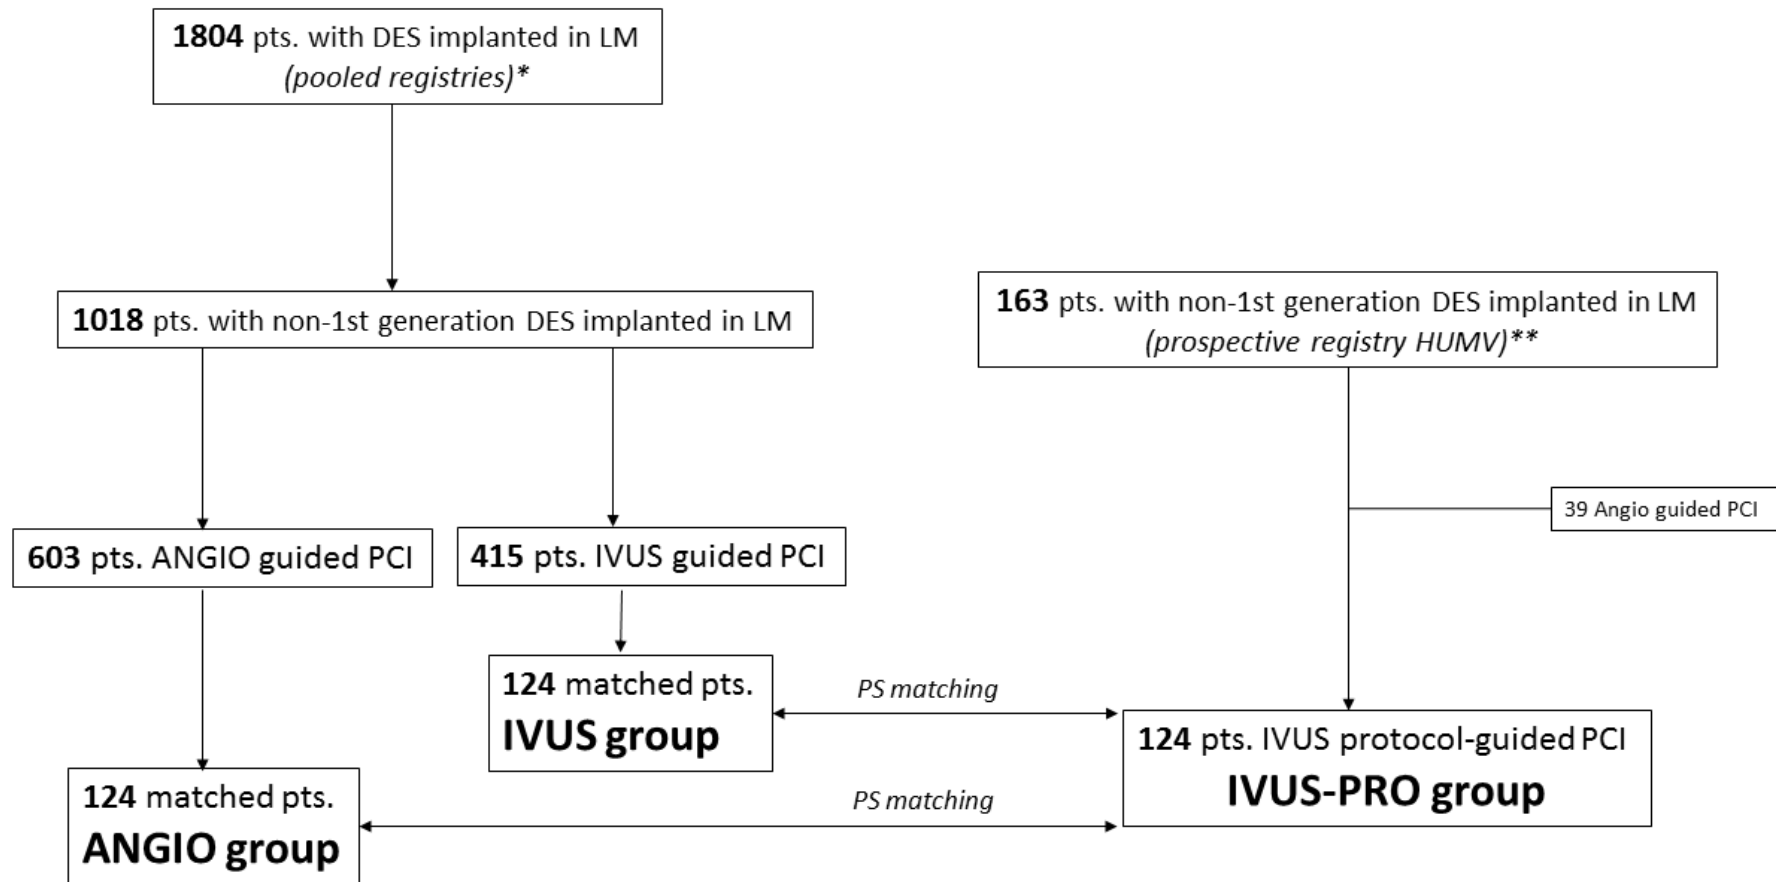 1804 pts. with DES implanted in LM
(pooled registries)*
1018 pts. with non-1st generation DES implanted in LM
163 pts. with non-1st generation DES implanted in LM
(prospective registry HUMV)**
39 Angio guided PCI
603 pts. ANGIO guided PCI
415 pts. IVUS guided PCI
124 matched pts.
IVUS group
PS matching
124 pts. IVUS protocol-guided PCI
IVUS-PRO group
124 matched pts.
ANGIO group
PS matching